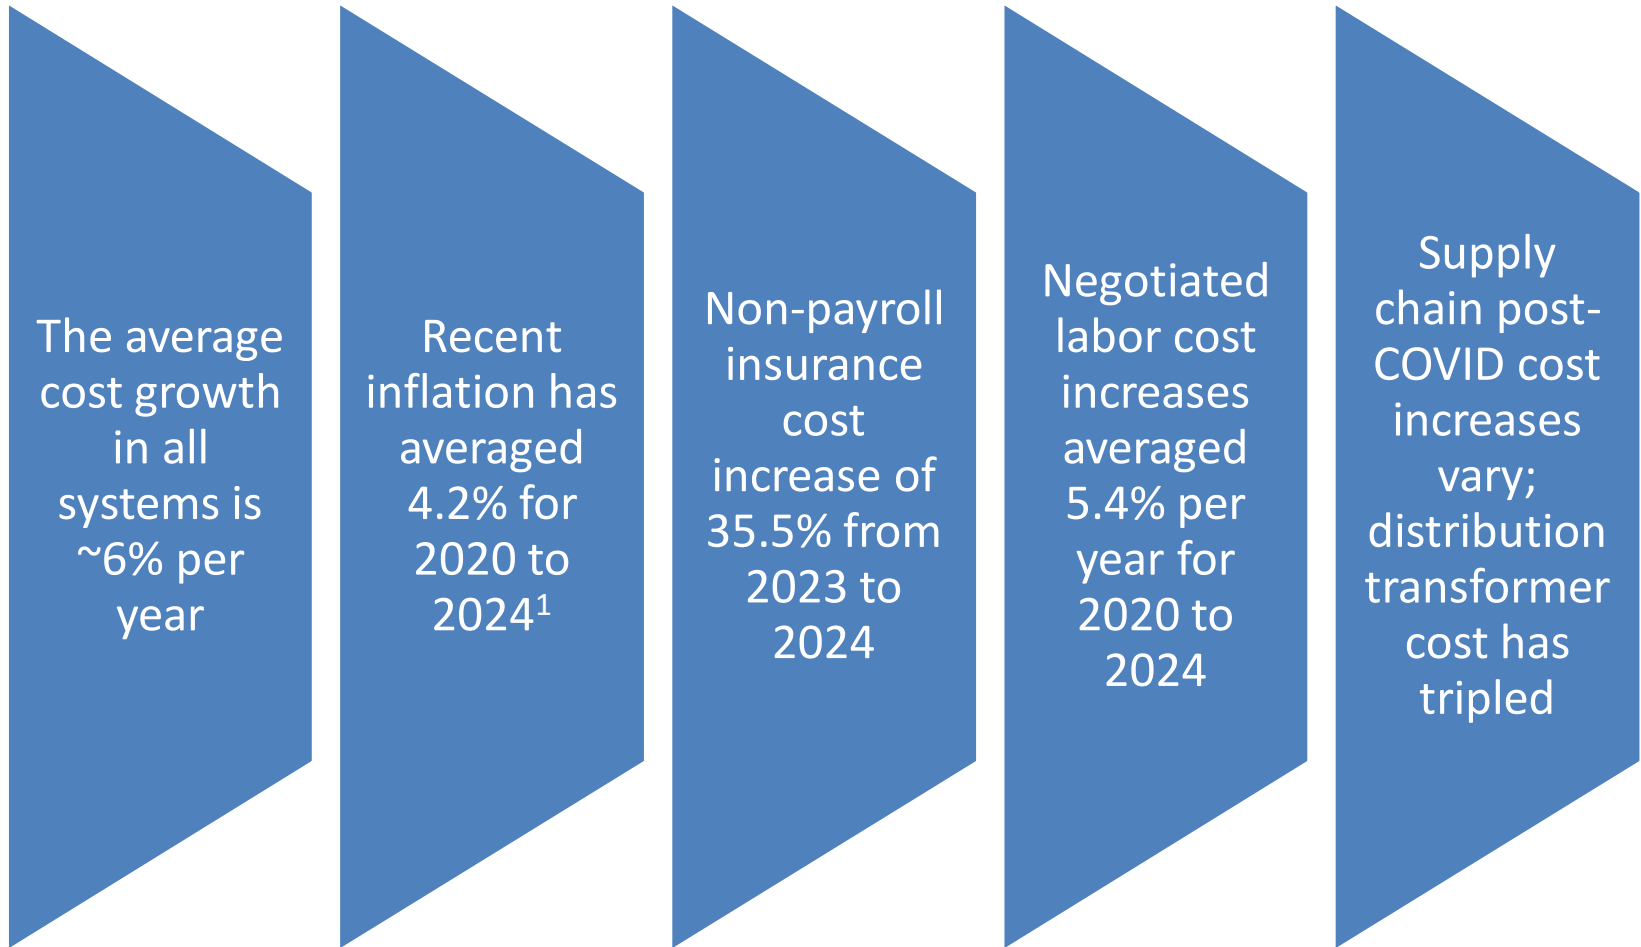 The average
cost growth
in all
systems is
~6% per
year
Recent
inflation has
averaged
4.2% for
2020 to
2024¹
Non-payroll
insurance
cost
increase of
35.5% from
2023 to
2024
Negotiated
labor cost
increases
averaged
5.4% per
year for
2020 to
2024
Supply
chain post-
COVID cost
increases
vary;
distribution
transformer
cost has
tripled